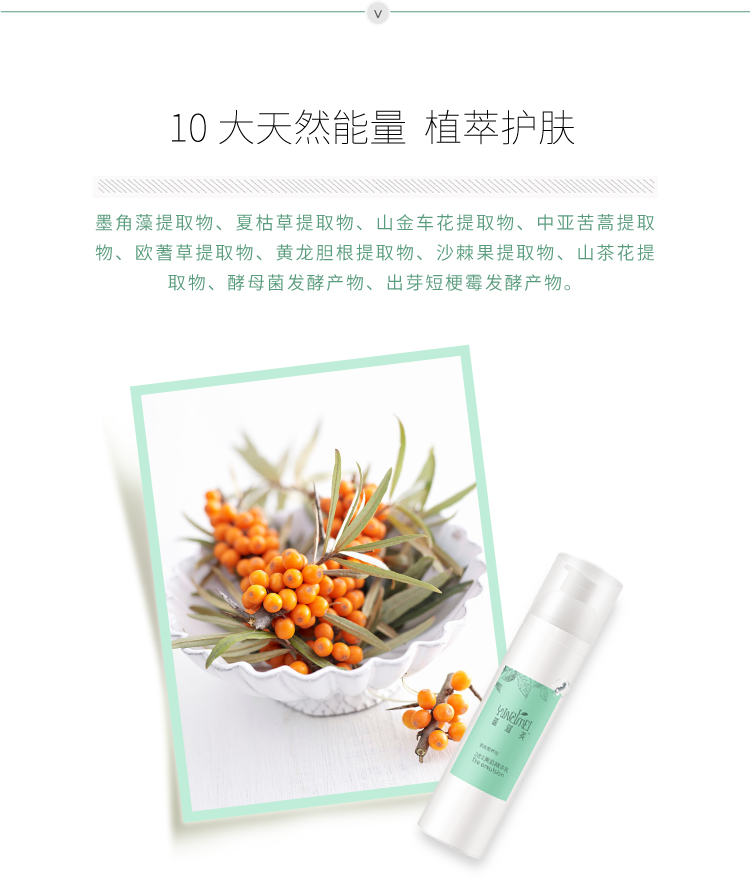 v
10 大天然能量 植萃护肤
墨角藻提取物、夏枯草提取物、山金车花提取物、中亚苦蒿提取
物、欧蓍草提取物、黄龙胆根提取物、沙棘果提取物、山茶花提
取物、酵母菌发酵产物、出芽短梗霉发酵产物。
The emulsion